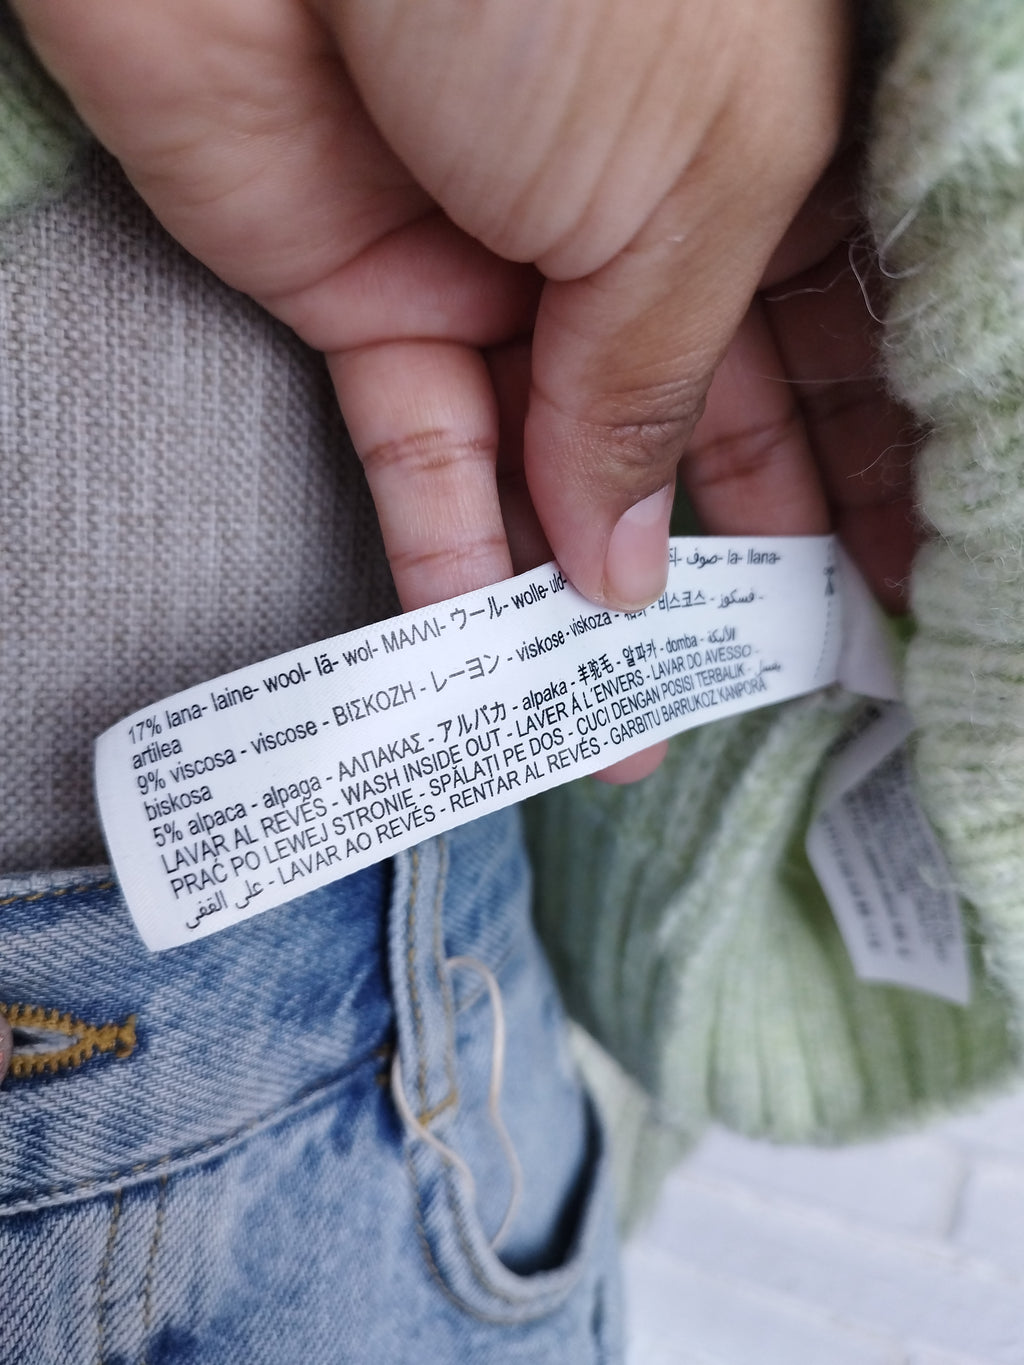 17% lana- laine- wool- lã- wol- ΜΑΛΛΙ- ウール- wolle- uld- صوف- la- llana-
artilea
9% viscosa - viscose - ΒΙΣΚΟΖΗ - レーヨン - viskose - viskoza - 비스코스 - فسكوز -
biskosa
5% alpaca - alpaga - ΑΛΠΑΚΑΣ - アルパカ - alpaka - 羊驼毛 - 알파카 - domba - الألبكة
LAVAR AL REVÉS - WASH INSIDE OUT - LAVER À L'ENVERS - LAVAR DO AVESSO -
PRAĆ PO LEWEJ STRONIE - SPĂLAȚI PE DOS - CUCI DENGAN POSISI TERBALIK - يغسل
على القفى - LAVAR AO REVÉS - RENTAR AL REVÉS - GARBITU BARRUKOZ KANPORA